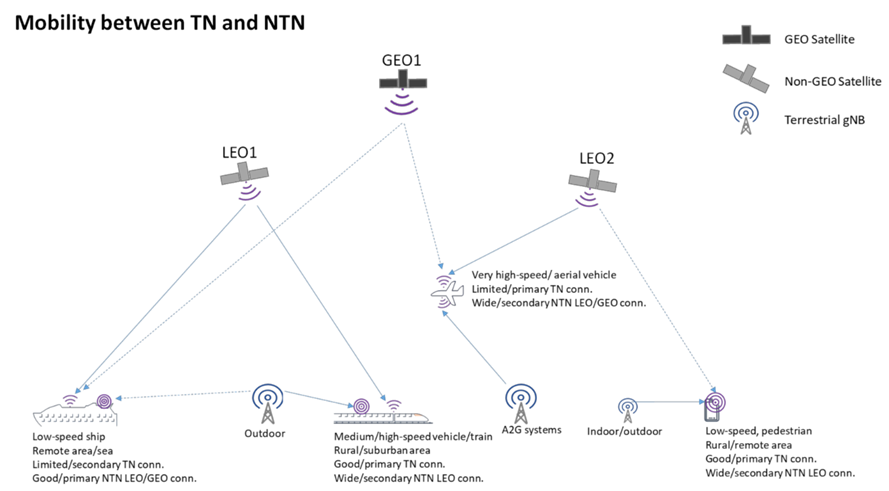 Mobility between TN and NTN
GEO Satellite
Non-GEO Satellite
Terrestrial gNB
GEO1
LEO1
LEO2
Very high-speed/ aerial vehicle
Limited/primary TN conn.
Wide/secondary NTN LEO/GEO conn.
Low-speed ship
Remote area/sea
Limited/secondary TN conn.
Good/primary NTN LEO/GEO conn.
Outdoor
Medium/high-speed vehicle/train
Rural/suburban area
Good/primary TN conn.
Wide/secondary NTN LEO conn.
A2G systems
Indoor/outdoor
Low-speed, pedestrian
Rural/remote area
Good/primary TN conn.
Wide/secondary NTN LEO conn.